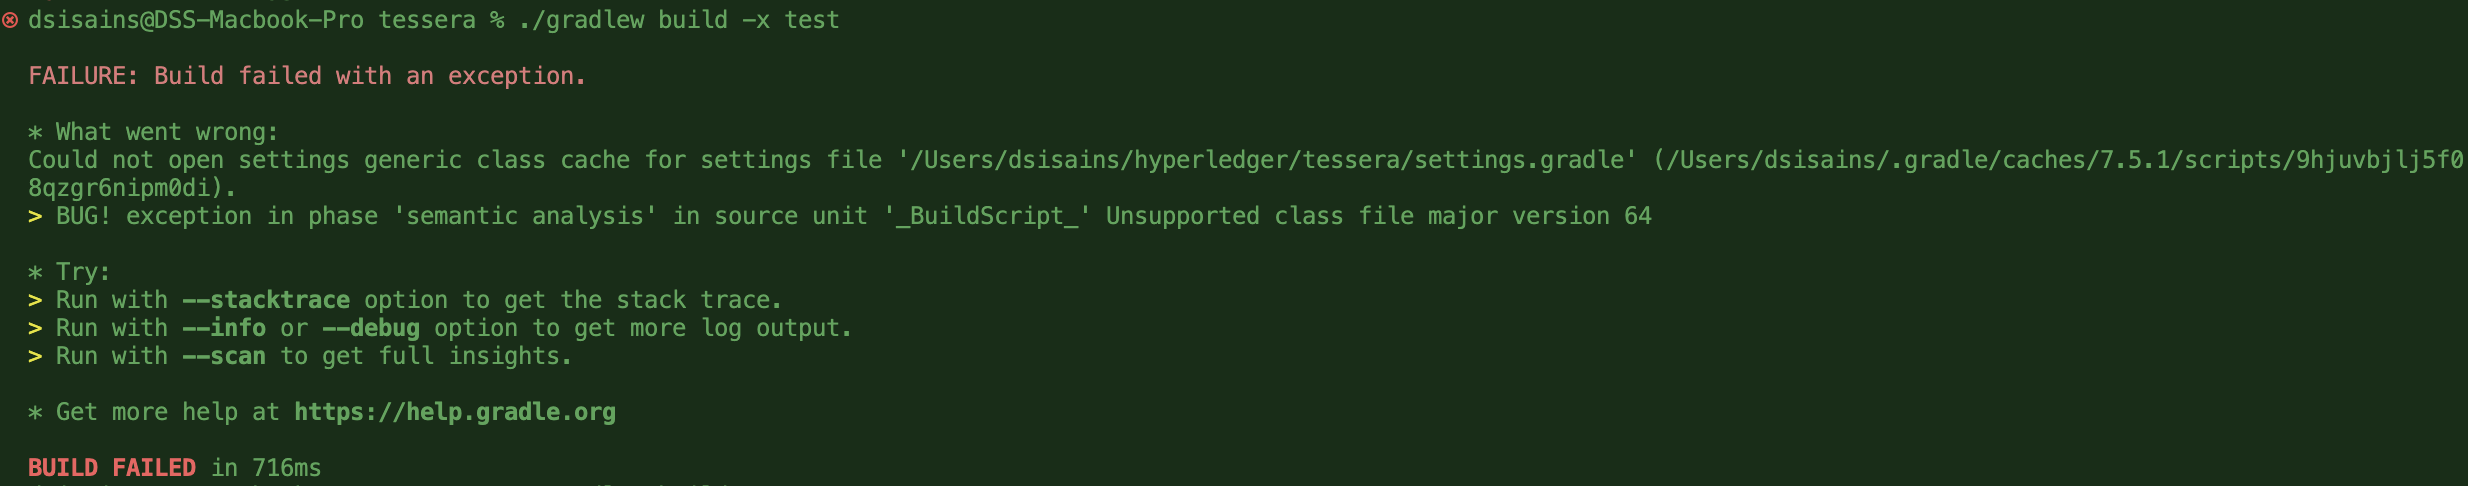 dsisains@DSS-Macbook-Pro tessera % ./gradlew build -x test
FAILURE: Build failed with an exception.
* What went wrong:
Could not open settings generic class cache for settings file '/Users/dsisains/hyperledger/tessera/settings.gradle' (/Users/dsisains/.gradle/caches/7.5.1/scripts/9hjuvbjlj5f0
8qzgr6nipm0di).
> BUG! exception in phase 'semantic analysis' in source unit '_BuildScript_' Unsupported class file major version 64
* Try:
> Run with --stacktrace option to get the stack trace.
> Run with --info or --debug option to get more log output.
> Run with --scan to get full insights.
* Get more help at https://help.gradle.org
BUILD FAILED in 716ms